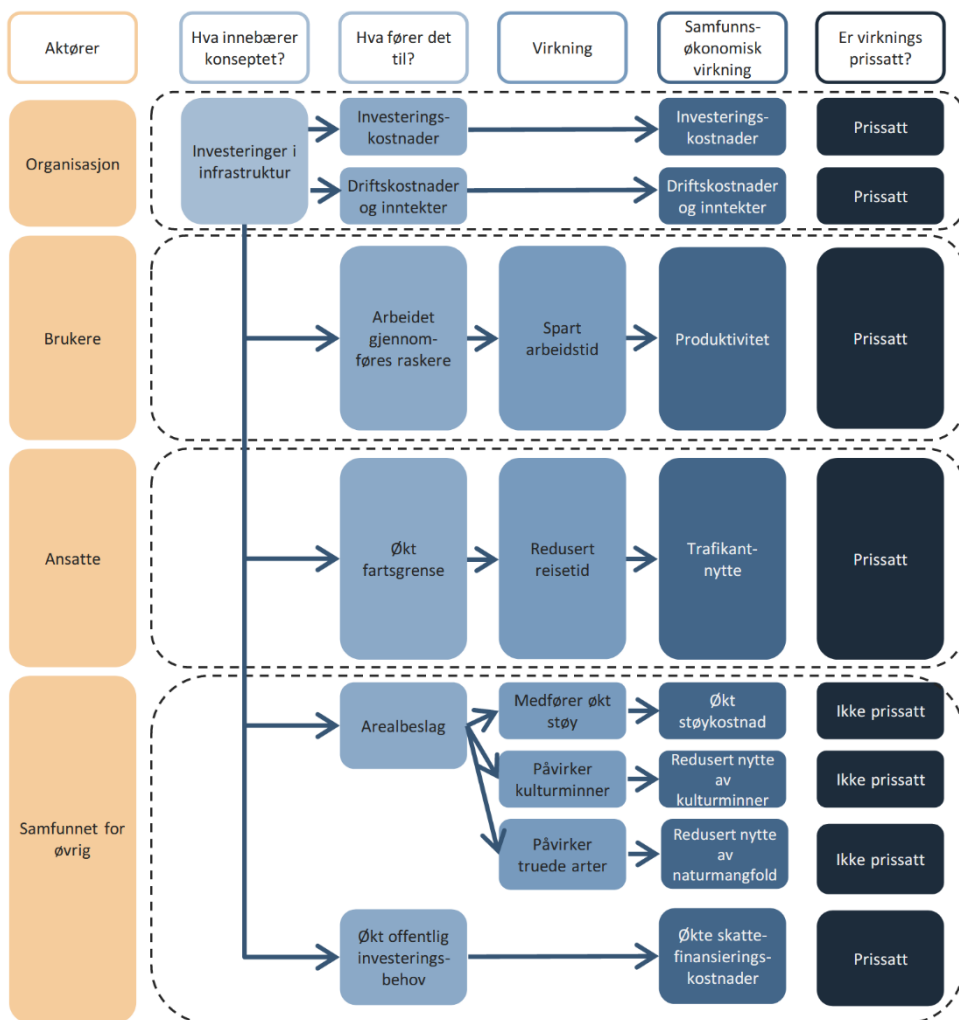 Aktører
Hva innebærer
konseptet?
Hva fører det
til?
Virkning
Samfunns-
økonomisk
virkning
Er virknings
prissatt?
Organisasjon
Investeringer i
infrastruktur
Investerings-
kostnader
Investerings-
kostnader
Prissatt
Driftskostnader
og inntekter
Driftskostnader
og inntekter
Prissatt
Brukere
Arbeidet
gjennom-
føres raskere
Spart
arbeidstid
Produktivitet
Prissatt
Ansatte
Økt
fartsgrense
Redusert
reisetid
Trafikant-
nytte
Prissatt
Samfunnet for
øvrig
Arealbeslag
Medfører økt
støy
Økt
støykostnad
Ikke prissatt
Påvirker
kulturminner
Redusert nytte
av
kulturminner
Ikke prissatt
Påvirker
truede arter
Redusert nytte
av
naturmangfold
Ikke prissatt
Økt offentlig
investerings-
behov
Økte skatte-
finansierings-
kostnader
Prissatt